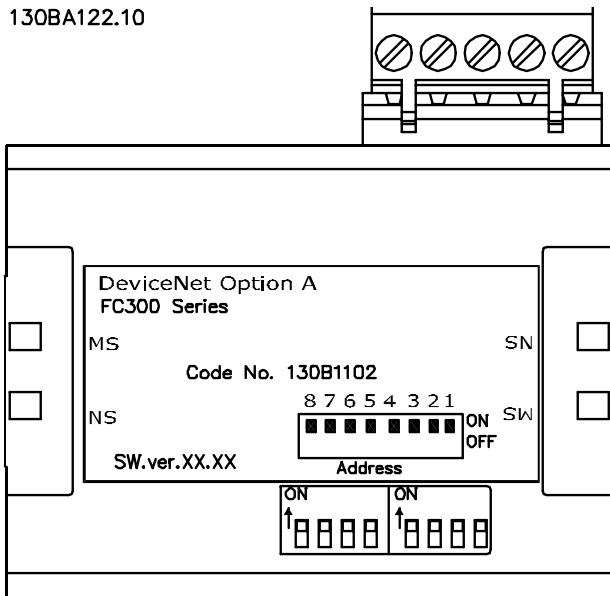 130BA122.10
DeviceNet Option A
FC300 Series
MS
SN
Code No. 130B1102
8 7 6 5 4 3 2 1
NS
ON
SW
OFF
SW.ver.XX.XX
Address
ON
ON